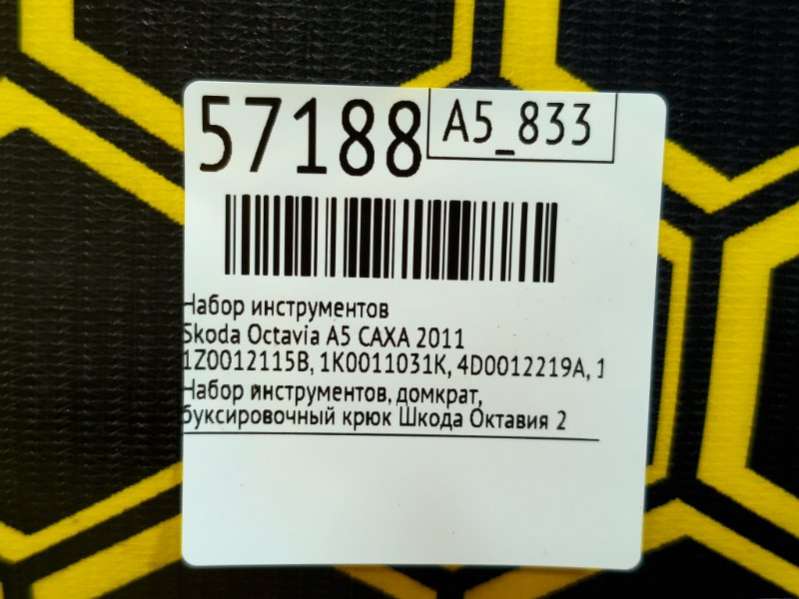 57188
A5_833
Набор инструментов
Skoda Octavia A5 CAXA 2011
1Z0012115B, 1K0011031K, 4D0012219A, 1
Набор инструментов, домкрат,
буксировочный крюк Шкода Октавия 2